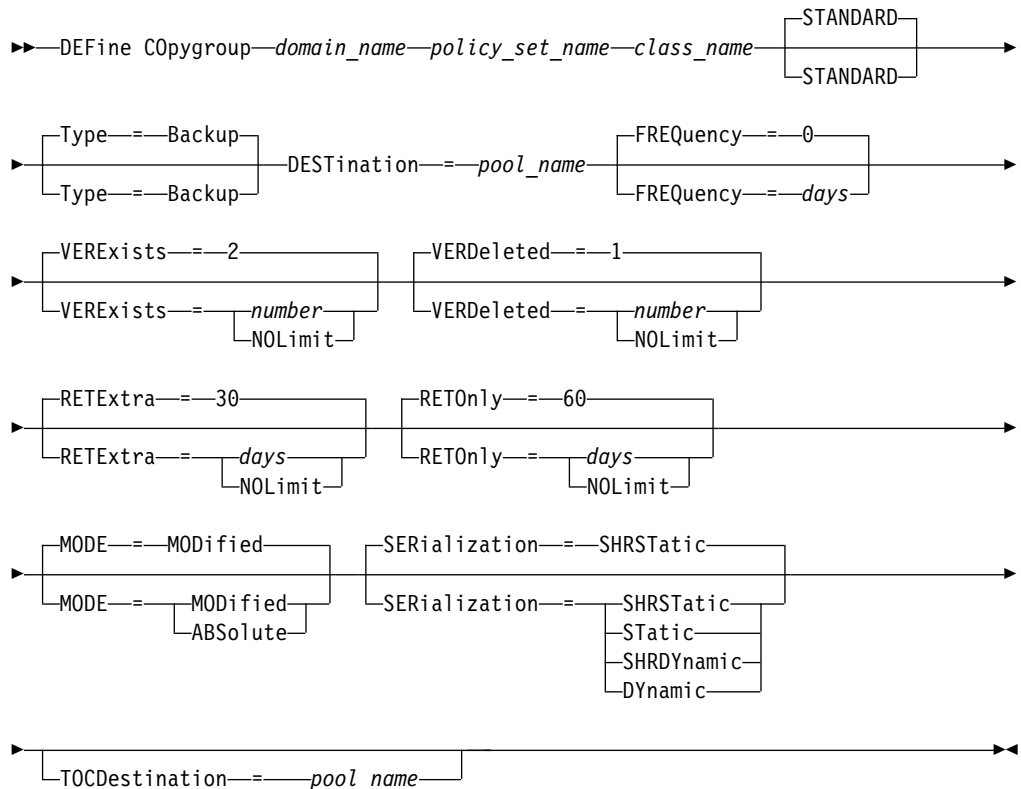 STANDARD
DEFine COpygroup domain_name policy_set_name class_name
STANDARD
Type = Backup FREQuency = 0
DESTination = pool_name
Type = Backup FREQuency = days
VERExists = 2 VERDeleted = 1
VERExists = number VERDeleted = number
NOLimit NOLimit
RETExtra = 30 RETOnly = 60
RETExtra = days RETOnly = days
NOLimit NOLimit
MODE = MODified SERialization = SHRSTatic
MODE = MODified SERialization = SHRSTatic
ABSolute STatic
SHRDYnamic
DYnamic
TOCDestination = pool_name